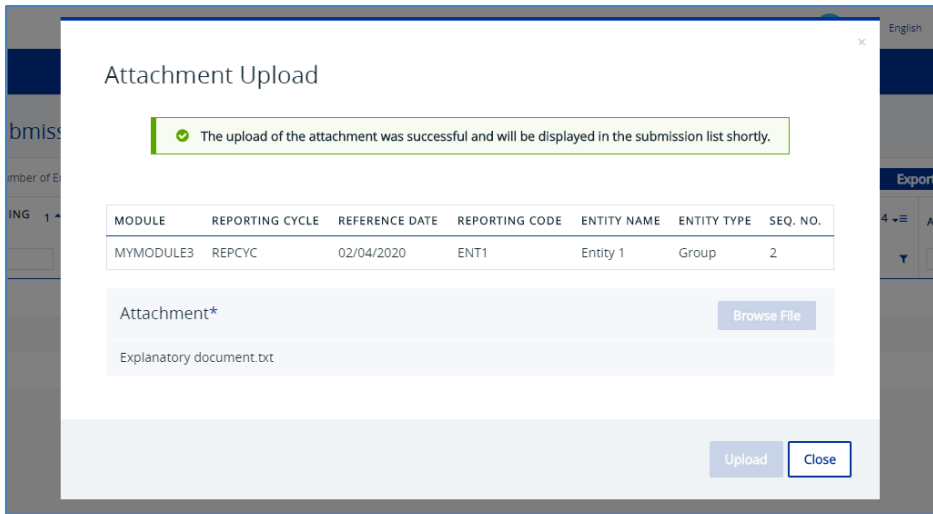 English
×
Attachment Upload
The upload of the attachment was successful and will be displayed in the submission list shortly.
bmiss
umber of E
Export
ING 1
4
A
MODULE REPORTING CYCLE REFERENCE DATE REPORTING CODE ENTITY NAME ENTITY TYPE SEQ. NO.
MYMODULE3 REPCYC 02/04/2020 ENT1 Entity 1 Group 2
Attachment*
Browse File
Explanatory document.txt
Upload Close